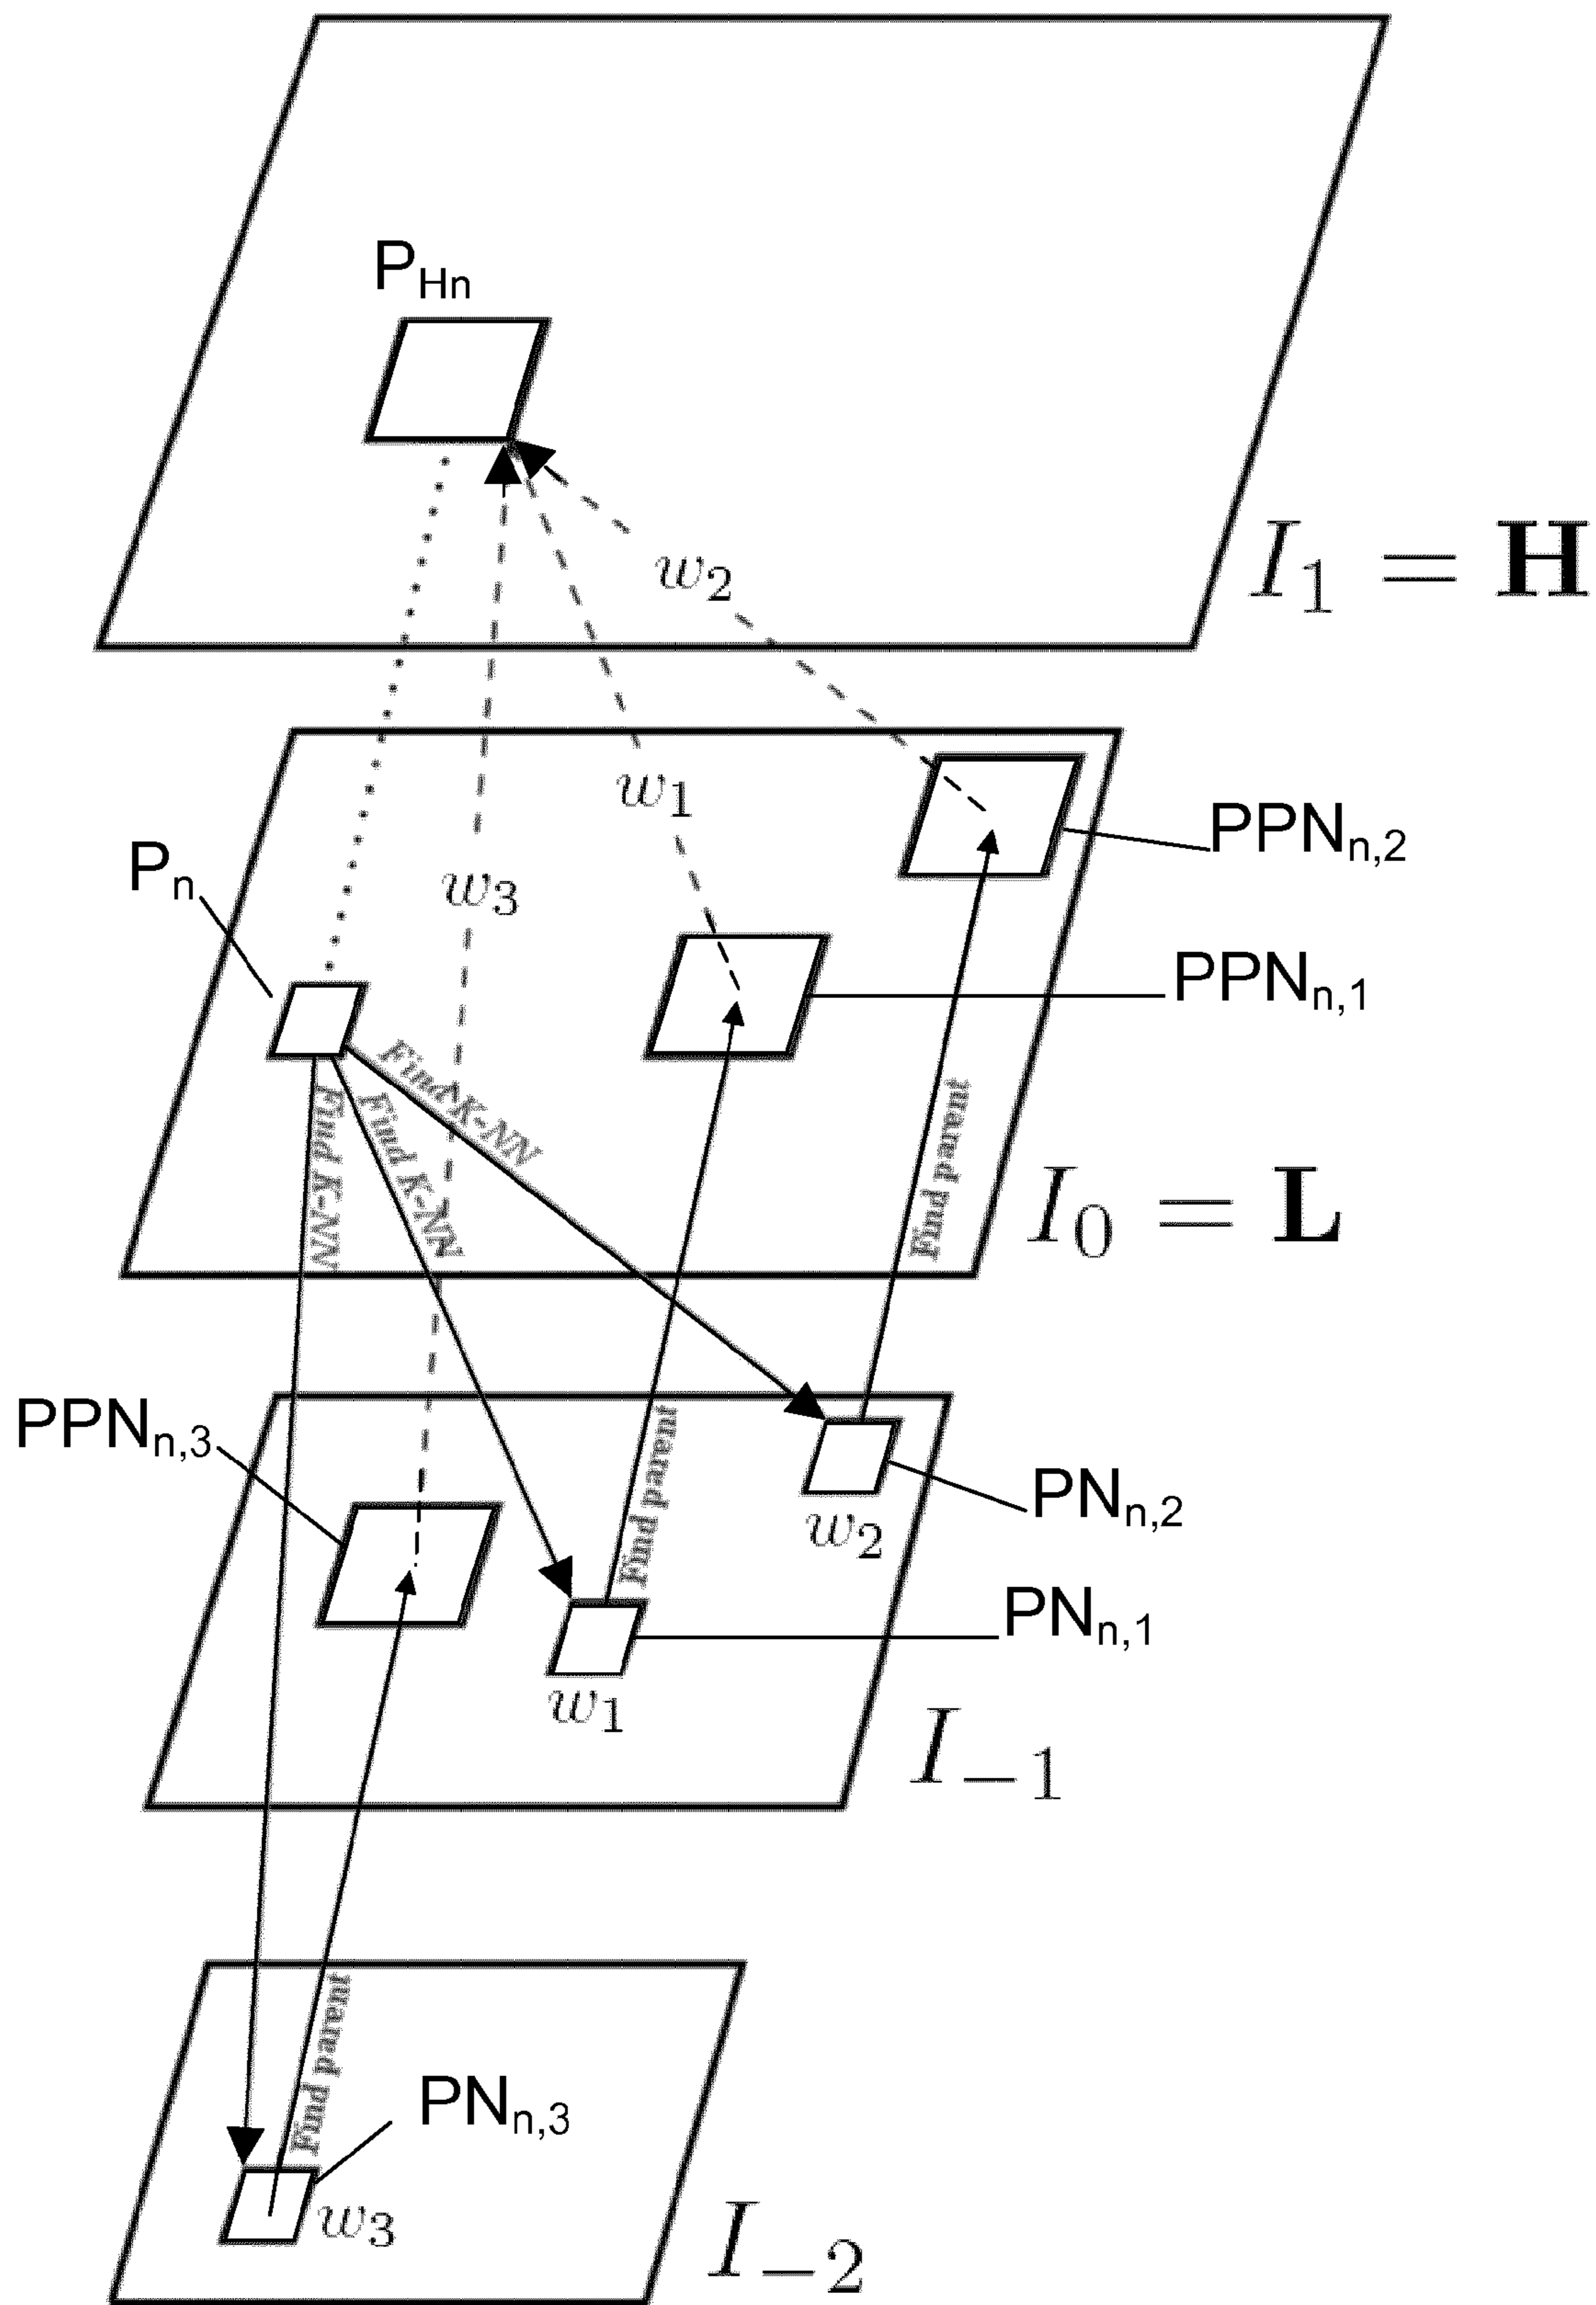 P_Hn
w_2
I_1 = H
w_1
w_3
PPN_n,2
P_n
PPN_n,1
Find K-NN
Find K-NN
Find K-NN
Find parent
I_0 = L
PPN_n,3
Find parent
PN_n,2
w_2
PN_n,1
w_1
I_−1
Find parent
PN_n,3
w_3
I_−2